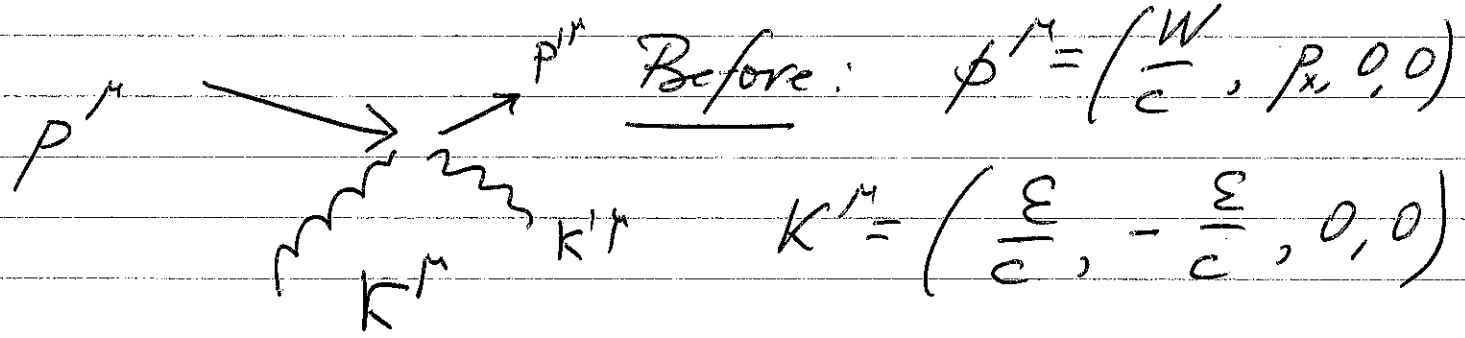 p'^μ Before: p^μ = (W/c, p_x, 0, 0)
p^μ
k'^μ K^μ = (ε/c, -ε/c, 0, 0)
K^μ